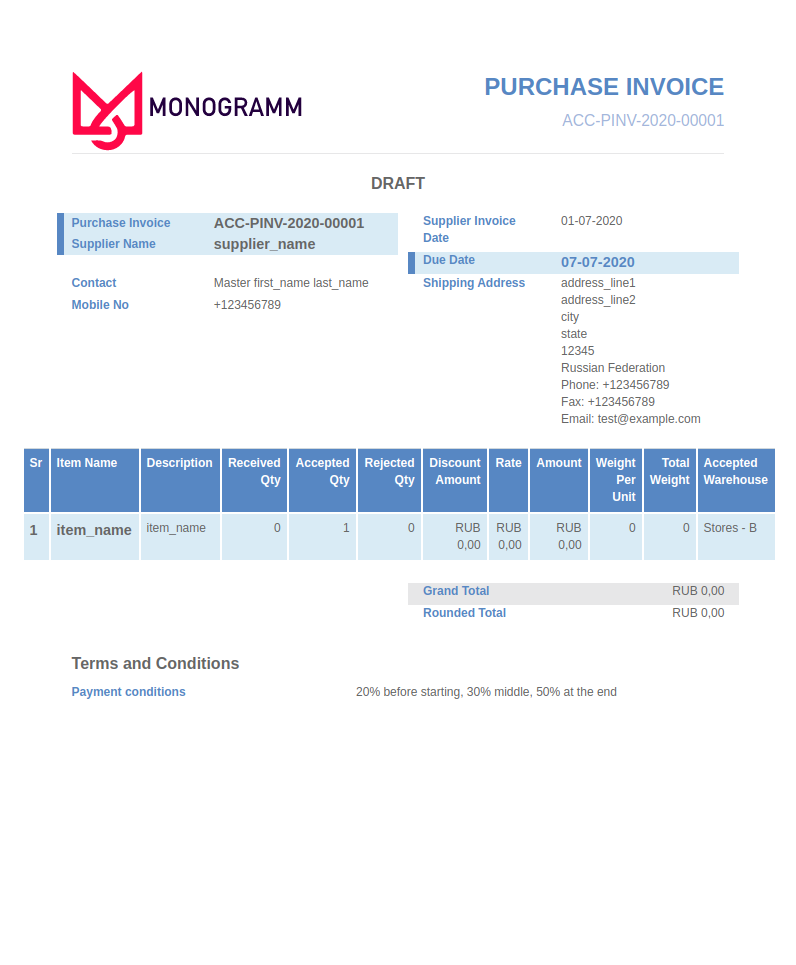 MONOGRAMM
PURCHASE INVOICE
ACC-PINV-2020-00001
DRAFT
Purchase Invoice ACC-PINV-2020-00001
Supplier Name supplier_name
Contact Master first_name last_name
Mobile No +123456789
Supplier Invoice Date 01-07-2020
Due Date 07-07-2020
Shipping Address address_line1
address_line2
city
state
12345
Russian Federation
Phone: +123456789
Fax: +123456789
Email: test@example.com
Sr Item Name Description Received Qty Accepted Qty Rejected Qty Discount Amount Rate Amount Weight Per Unit Total Weight Accepted Warehouse
1 item_name item_name 0 1 0 RUB 0,00 RUB 0,00 RUB 0,00 0 0 Stores - B
Grand Total RUB 0,00
Rounded Total RUB 0,00
Terms and Conditions
Payment conditions 20% before starting, 30% middle, 50% at the end